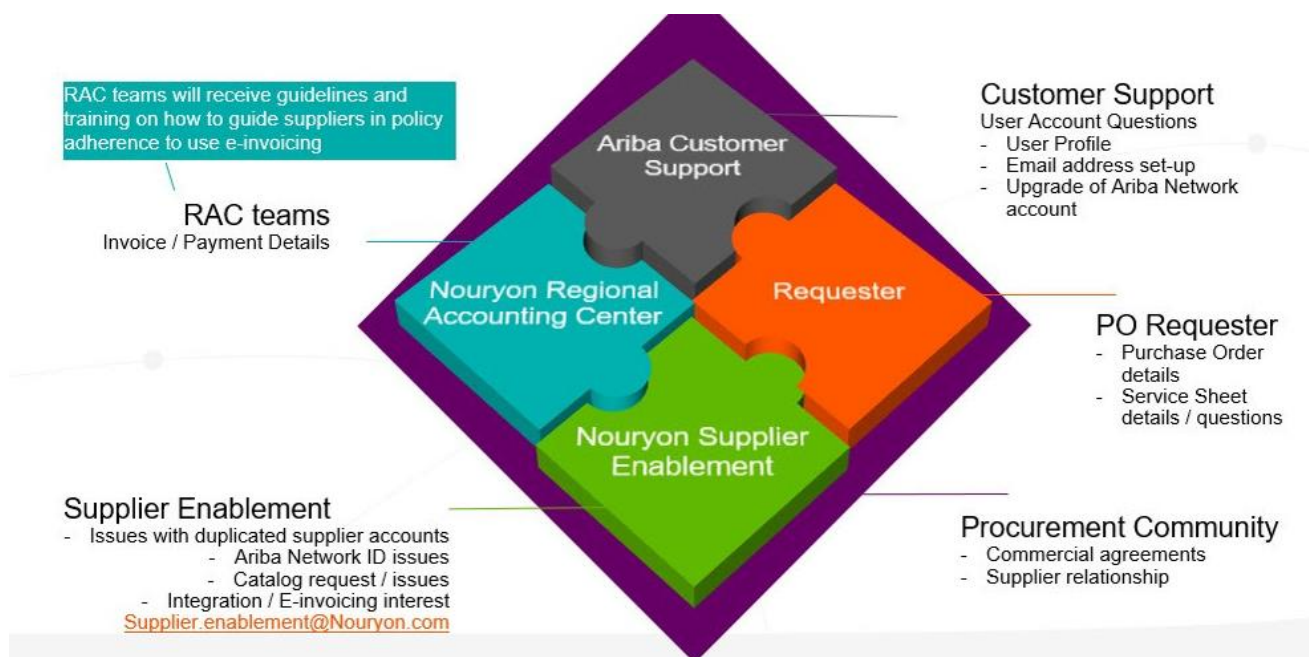 RAC teams will receive guidelines and
training on how to guide suppliers in policy
adherence to use e-invoicing
RAC teams
Invoice / Payment Details
Ariba Customer
Support
Customer Support
User Account Questions
- User Profile
- Email address set-up
- Upgrade of Ariba Network
account
Nouryon Regional
Accounting Center
Requester
PO Requester
- Purchase Order
details
- Service Sheet
details / questions
Nouryon Supplier
Enablement
Supplier Enablement
- Issues with duplicated supplier accounts
- Ariba Network ID issues
- Catalog request / issues
- Integration / E-invoicing interest
Supplier.enablement@Nouryon.com
Procurement Community
- Commercial agreements
- Supplier relationship